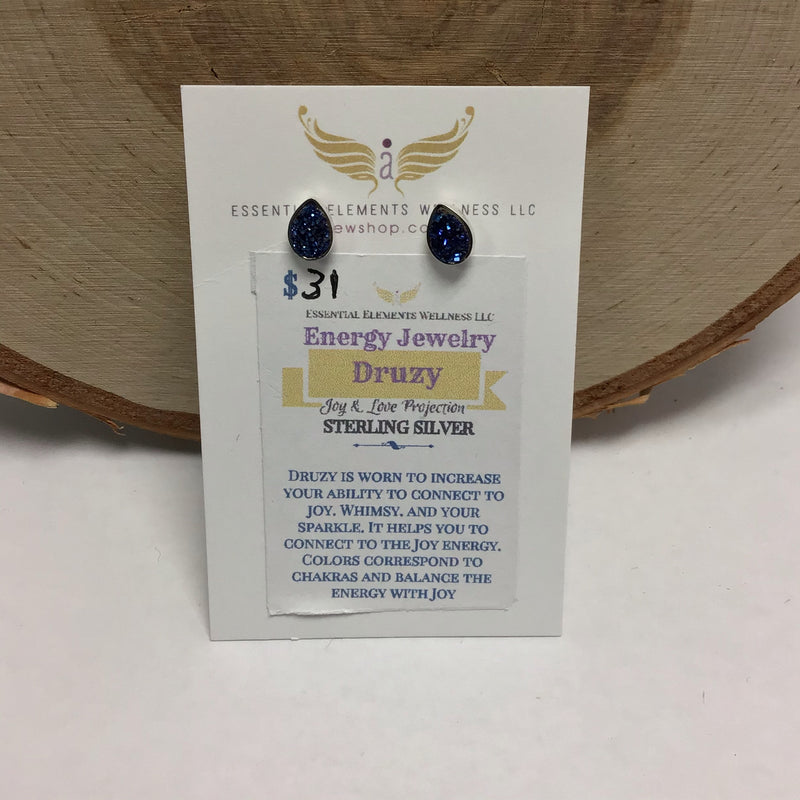 a
ESSENTIAL ELEMENTS WELLNESS LLC
$31
ESSENTIAL ELEMENTS WELLNESS LLC
Energy Jewelry
Druzy
Joy & Love Projection
STERLING SILVER
DRUZY IS WORN TO INCREASE
YOUR ABILITY TO CONNECT TO
JOY, WHIMSY, AND YOUR
SPARKLE. IT HELPS YOU TO
CONNECT TO THE JOY ENERGY.
COLORS CORRESPOND TO
CHAKRAS AND BALANCE THE
ENERGY WITH JOY